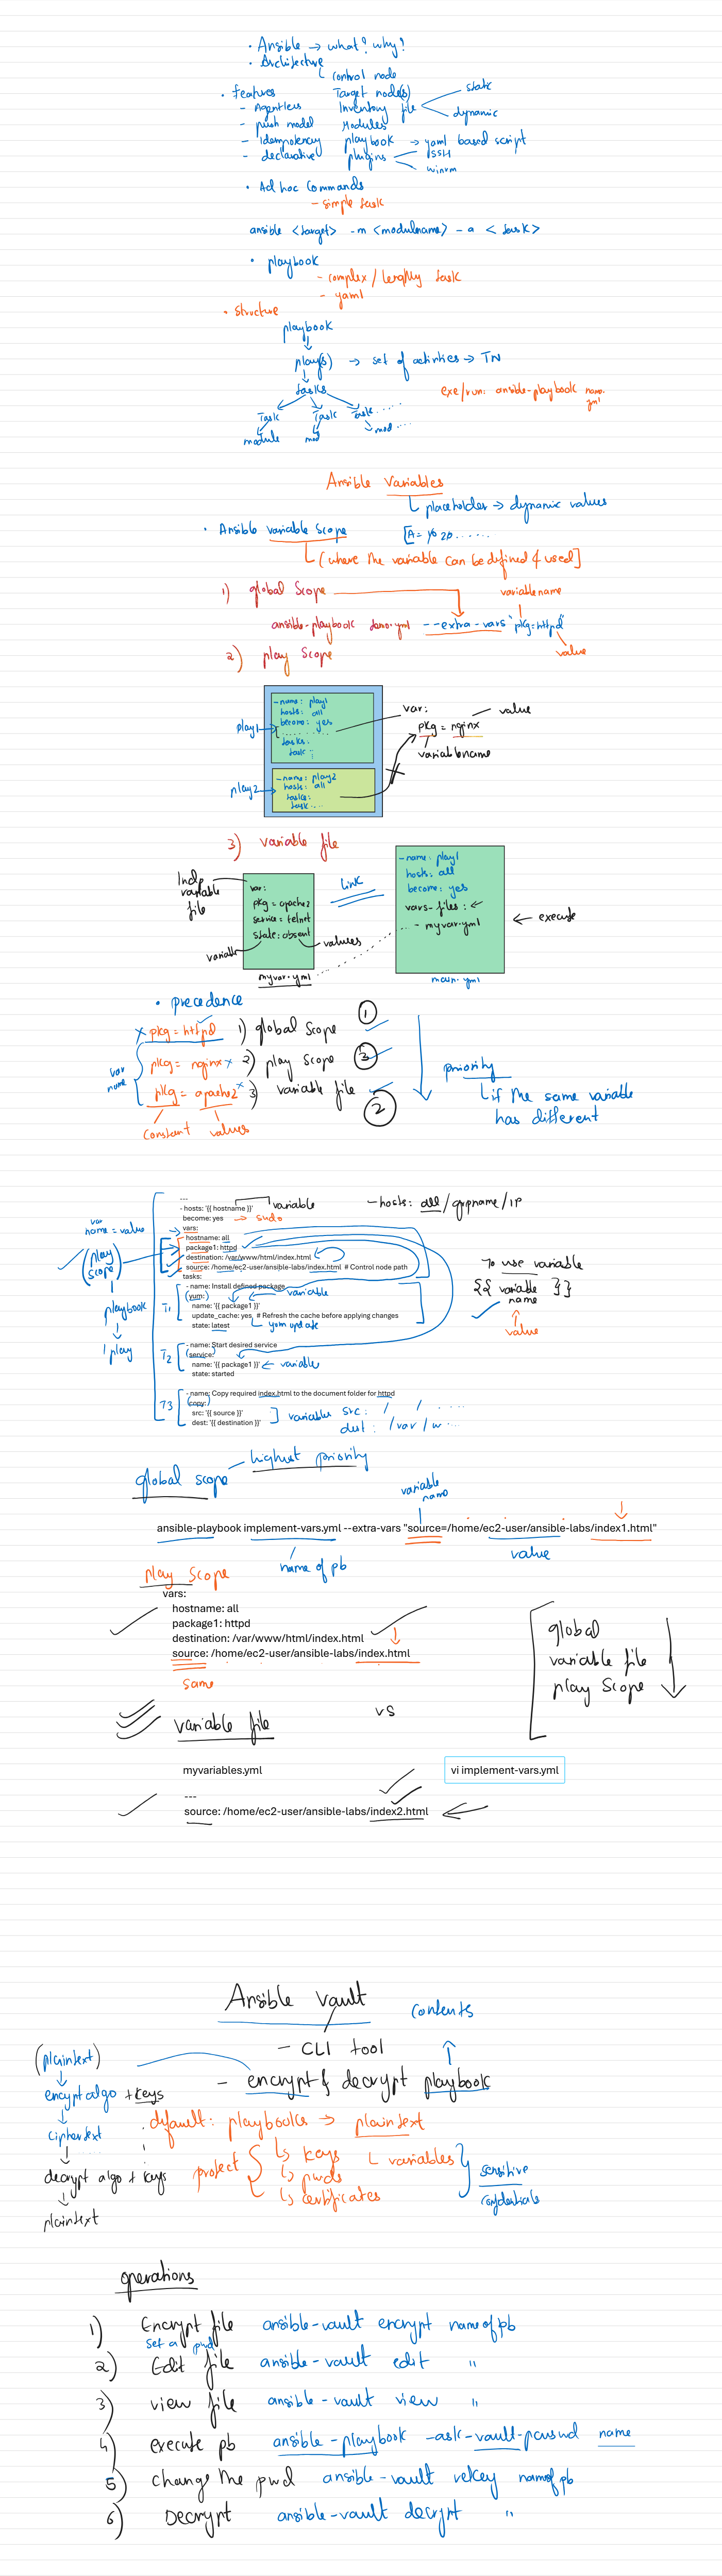 • Ansible → what? why?
• Architecture
↳ control node
• features Target node(s)
- Agentless Inventory file static
- push model Modules dynamic
- Idempotency playbook → yaml based script
- declarative plugins SSH
winrm
• Ad hoc Commands
- simple task
ansible <target> -m <modulename> -a <task>
• playbook
- complex / lengthy task
- yaml
• Structure
playbook
play(s) → set of activities → TN
tasks
exe/run: ansible-playbook name.yml
Task Task Task.....
module mod mod....
Ansible Variables
↳ placeholder → dynamic values
• Ansible variable Scope [A = 10 20 ......
↳ [where the variable can be defined & used]
1) global Scope variable name
ansible-playbook demo.yml --extra-vars "pkg=httpd"
2) play Scope value
- name: play1
hosts: all
become: yes
tasks:
task :
play1
var: value
pkg = nginx
variablename
- name: play2
hosts: all
tasks:
task....
play2
3) variable file
Indp variable file
var:
pkg = apache2
service = telnet
state: absent
variable values
myvar.yml
Link
- name: play1
hosts: all
become: yes
vars-files:
- myvar.yml
← execute
main.yml
• precedence
x pkg = httpd 1) global Scope 1
pkg = nginx x 2) play Scope 3
pkg = apache2 x 3) variable file 2
var name
constant values
priority
↳ if the same variable
has different
---
- hosts: '{{ hostname }}' variable
become: yes → sudo
vars:
hostname: all
package1: httpd
destination: /var/www/html/index.html
source: /home/ec2-user/ansible-labs/index.html # Control node path
tasks:
- name: Install defined package
yum:
name: '{{ package1 }}' variable
update_cache: yes # Refresh the cache before applying changes
state: latest yum update
- name: Start desired service
service:
name: '{{ package1 }}' ← variable
state: started
- name: Copy required index.html to the document folder for httpd
copy:
src: '{{ source }}'
dest: '{{ destination }}'
] variable src: / .....
dest: /var/w...
var name = value
(play scope)
playbook
1 play
T1
T2
T3
- hosts: all / grpname / IP
To use variable
{{ variable name }}
value
global scope - highest priority
variable name
ansible-playbook implement-vars.yml --extra-vars "source=/home/ec2-user/ansible-labs/index1.html"
name of pb value
play Scope
vars:
hostname: all
package1: httpd
destination: /var/www/html/index.html
source: /home/ec2-user/ansible-labs/index.html
same
global
variable file
play Scope
vs
variable file
myvariables.yml vi implement-vars.yml
---
source: /home/ec2-user/ansible-labs/index2.html
Ansible Vault
contents
- CLI tool
- encrypt & decrypt playbook
(plaintext)
encrypt algo + keys
ciphertext
decrypt algo + keys
plaintext
default: playbooks → plaintext
protect { ↳ keys ↳ variables } sensitive
↳ pwds
↳ certificates credentials
operations
1) Encrypt file ansible-vault encrypt name of pb
set a pwd
2) Edit file ansible-vault edit "
3) view file ansible-vault view "
4) execute pb ansible-playbook -ask-vault-passwd name
5) change the pwd ansible-vault rekey name of pb
6) Decrypt ansible-vault decrypt "